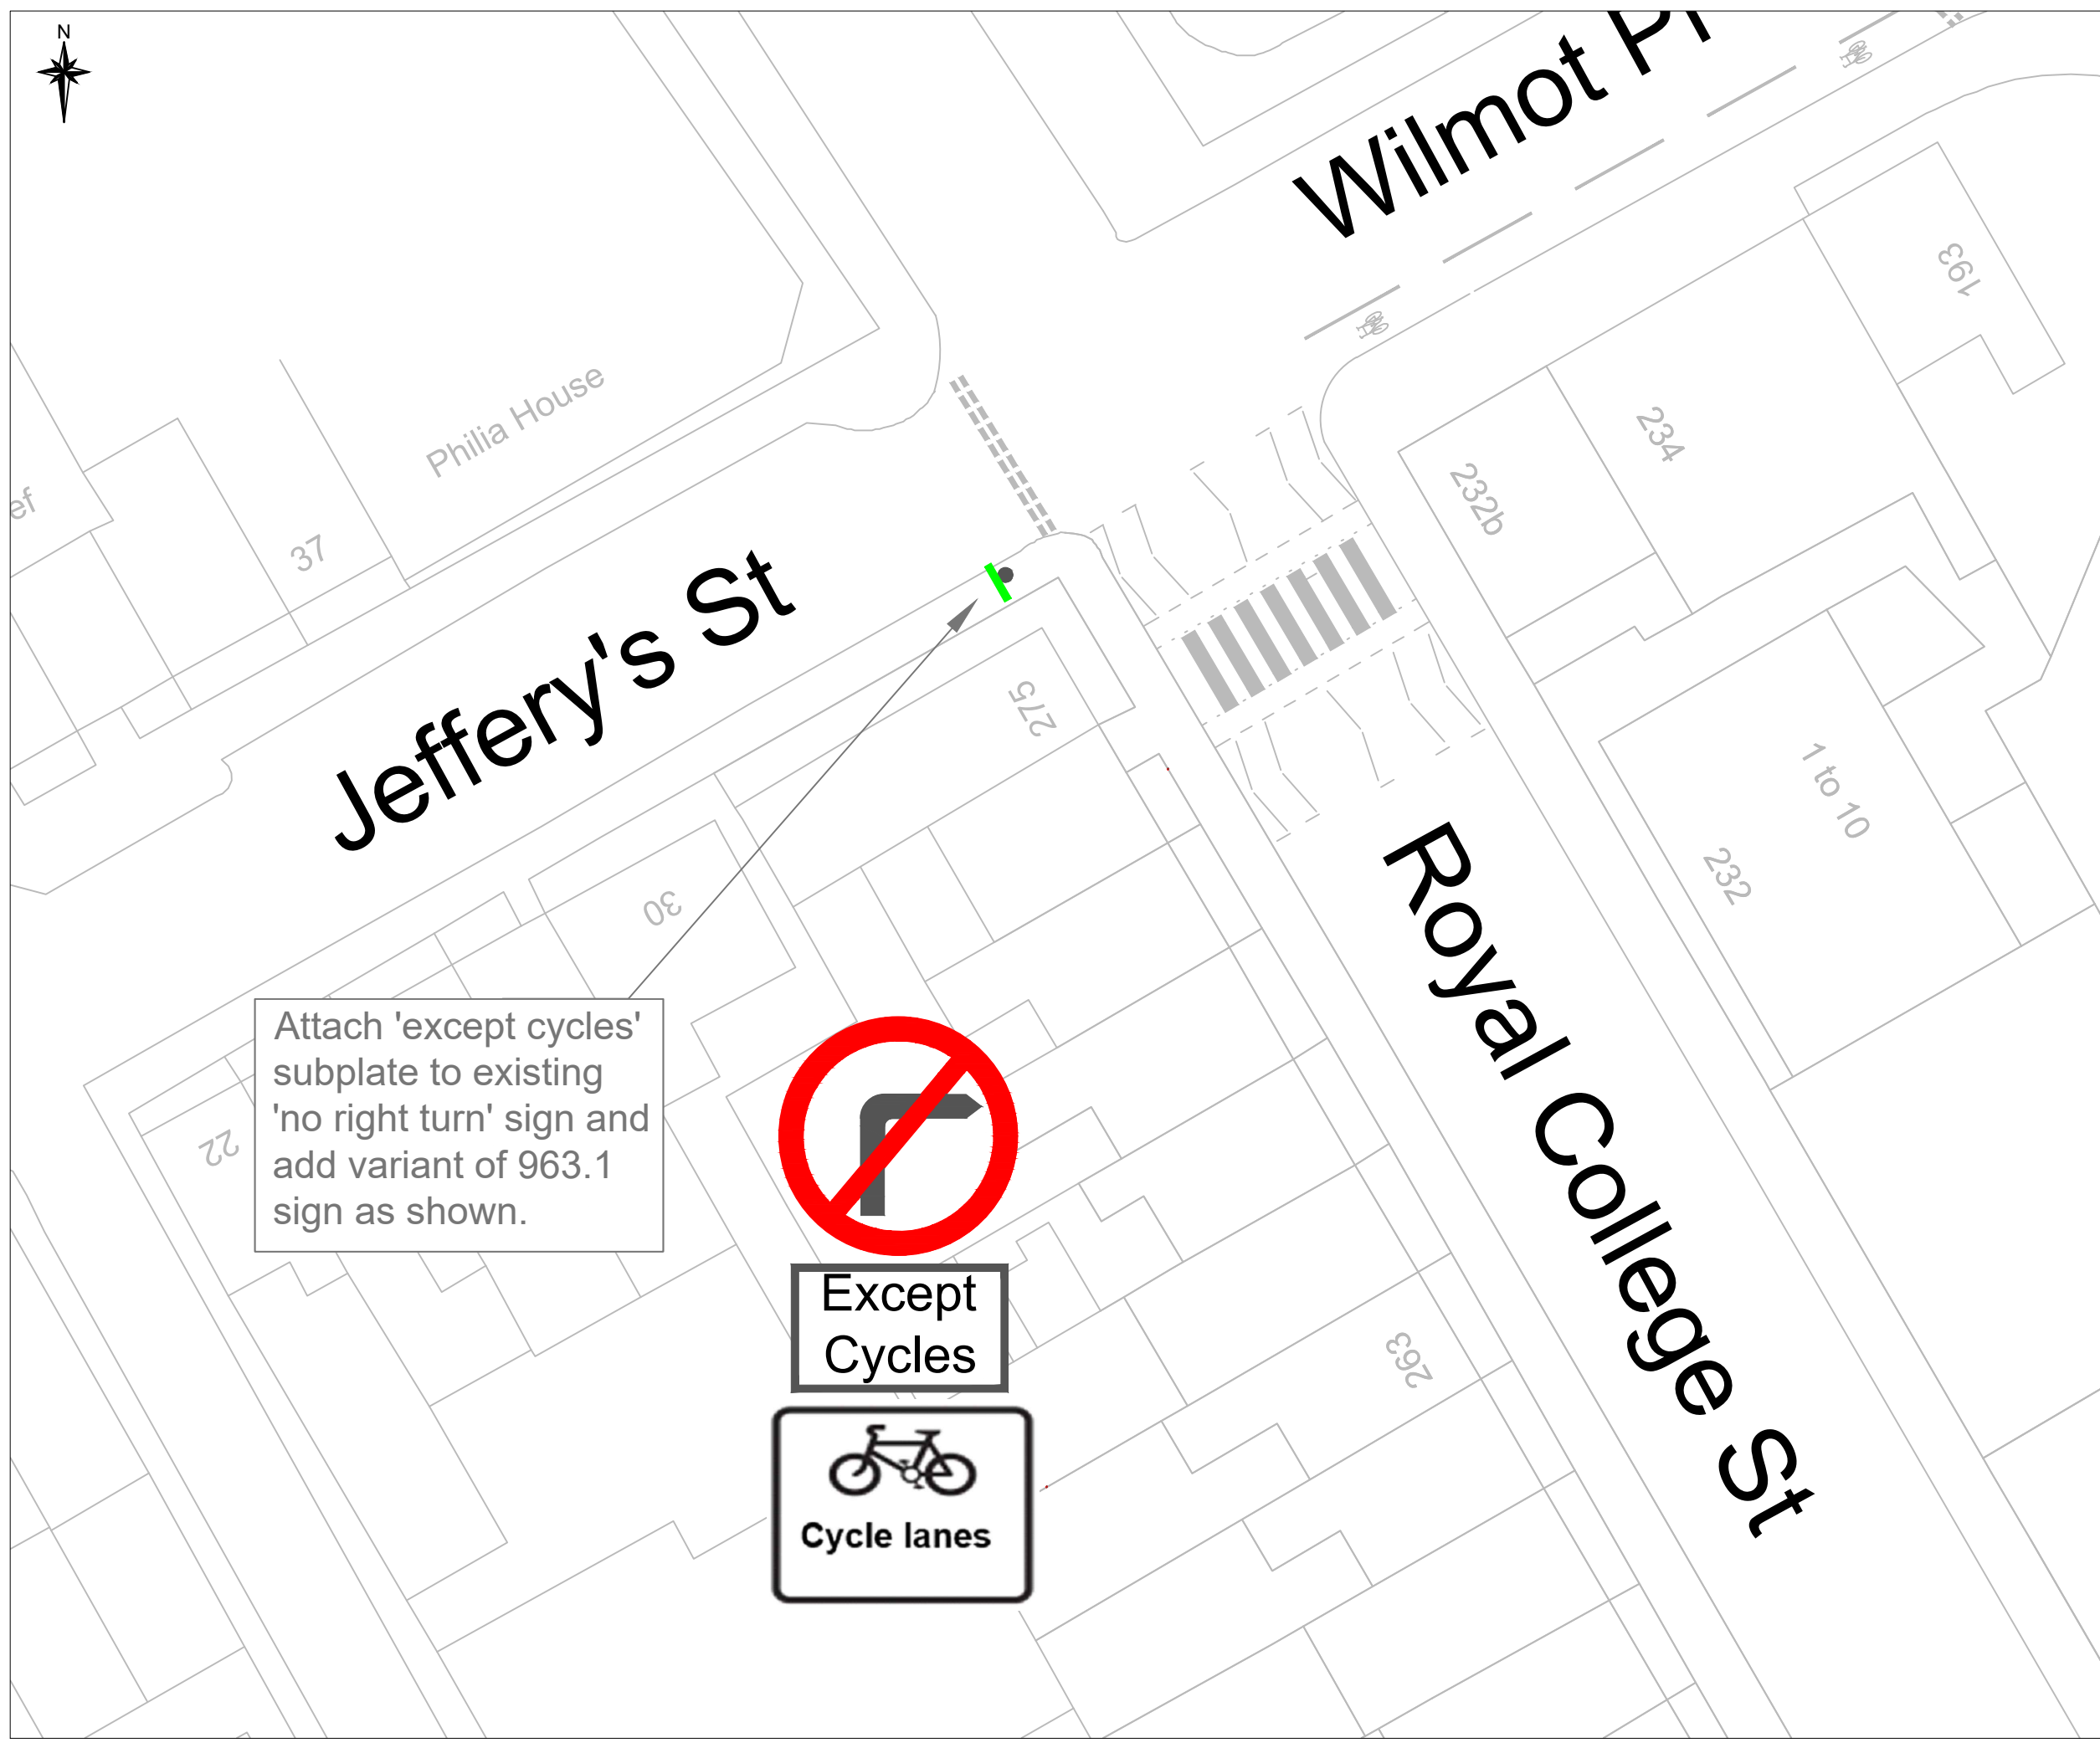 N
Wilmot Pl
193
234
232b
Philia House
ef
37
Jeffery's St
275
1 to 10
232
30
Royal College St
Attach 'except cycles'
subplate to existing
'no right turn' sign and
add variant of 963.1
sign as shown.
22
Except
Cycles
263
Cycle lanes